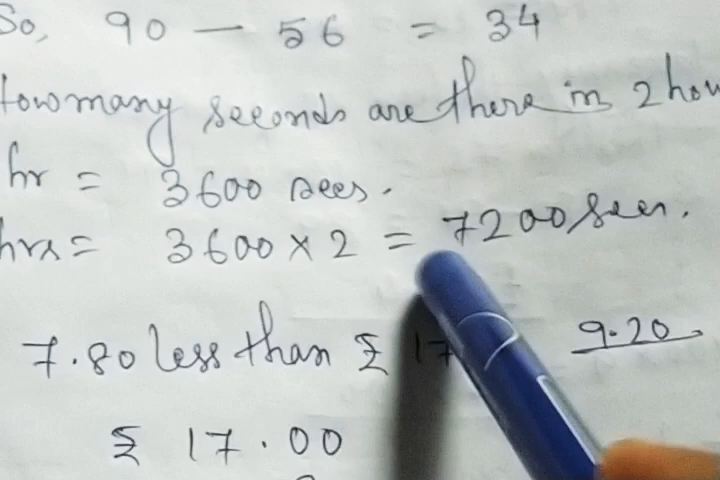 So, 90 - 56 = 34
How many seconds are there in 2 hou
hr = 3600 secs.
hrs = 3600 × 2 = 7200 secs.
7.80 less than ₹ 17 9.20
₹ 17.00